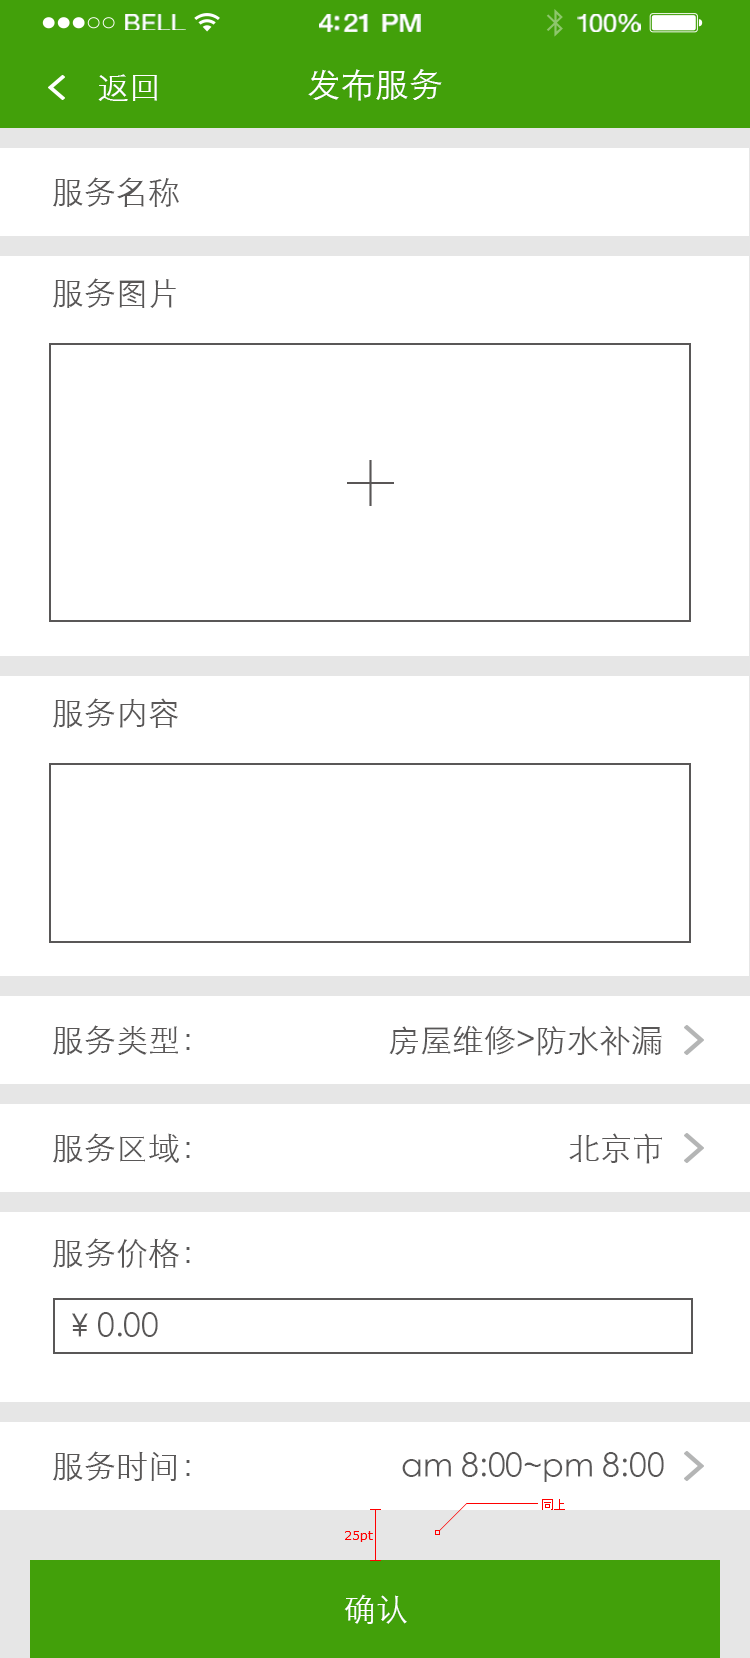 BELL 4:21 PM 100%
返回 发布服务
服务名称
服务图片
服务内容
服务类型: 房屋维修>防水补漏
服务区域: 北京市
服务价格:
¥ 0.00
服务时间: am 8:00~pm 8:00
同上
25pt
确认